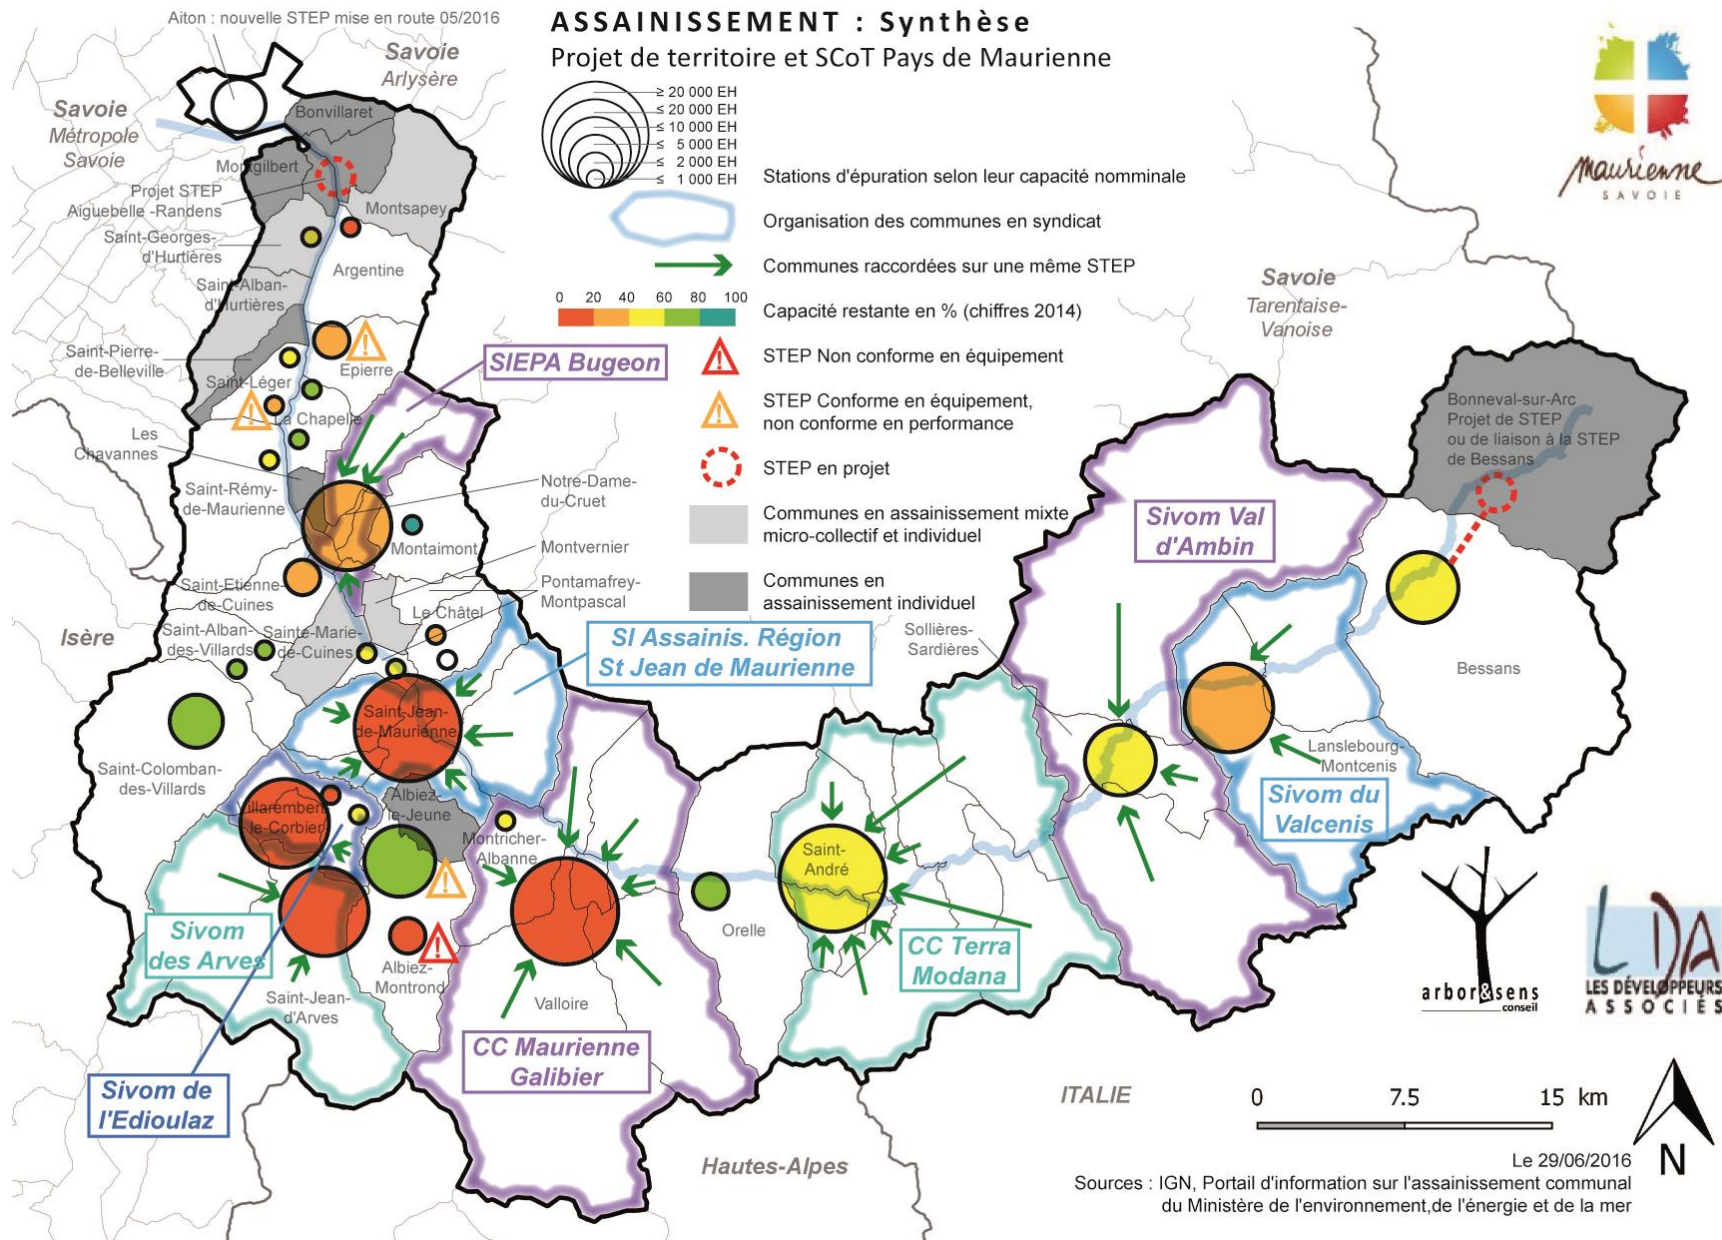 Aiton : nouvelle STEP mise en route 05/2016
ASSAINISSEMENT : Synthèse
Projet de territoire et SCoT Pays de Maurienne
≥ 20 000 EH
≤ 20 000 EH
≤ 10 000 EH
≤ 5 000 EH
≤ 2 000 EH
≤ 1 000 EH
Stations d'épuration selon leur capacité nomminale
Organisation des communes en syndicat
Communes raccordées sur une même STEP
0 20 40 60 80 100
Capacité restante en % (chiffres 2014)
STEP Non conforme en équipement
STEP Conforme en équipement,
non conforme en performance
STEP en projet
Communes en assainissement mixte
micro-collectif et individuel
Communes en
assainissement individuel
maurienne
SAVOIE
Savoie
Arlysère
Savoie
Métropole
Savoie
Bonvillaret
Montgilbert
Projet STEP
Aiguebelle -Randens
Montsapey
Saint-Georges-
d'Hurtières
Argentine
Saint-Alban-
d'Hurtières
Saint-Pierre-
de-Belleville
Epierre
Saint-Léger
La Chapelle
Les
Chavannes
SIEPA Bugeon
Saint-Rémy-
de-Maurienne
Notre-Dame-
du-Cruet
Montaimont
Montvernier
Saint-Etienne-
de-Cuines
Pontamafrey-
Montpascal
Le Châtel
Isère
Saint-Alban-
des-Villards
Sainte-Marie-
de-Cuines
SI Assainis. Région
St Jean de Maurienne
Saint-Jean-
de-Maurienne
Saint-Colomban-
des-Villards
Villarembert-
le-Corbier
Albiez-
le-Jeune
Montricher-
Albanne
Sivom
des Arves
Albiez-
Montrond
Saint-Jean-
d'Arves
Valloire
CC Maurienne
Galibier
Sivom de
l'Edioulaz
Orelle
Saint-
André
CC Terra
Modana
Savoie
Tarentaise-
Vanoise
Sivom Val
d'Ambin
Sollières-
Sardières
Bonneval-sur-Arc
Projet de STEP
ou de liaison à la STEP
de Bessans
Bessans
Lanslebourg-
Montcenis
Sivom du
Valcenis
Hautes-Alpes
ITALIE
arbor&sens
conseil
LDA
LES DÉVELOPPEURS
ASSOCIÉS
0 7.5 15 km
N
Le 29/06/2016
Sources : IGN, Portail d'information sur l'assainissement communal
du Ministère de l'environnement,de l'énergie et de la mer